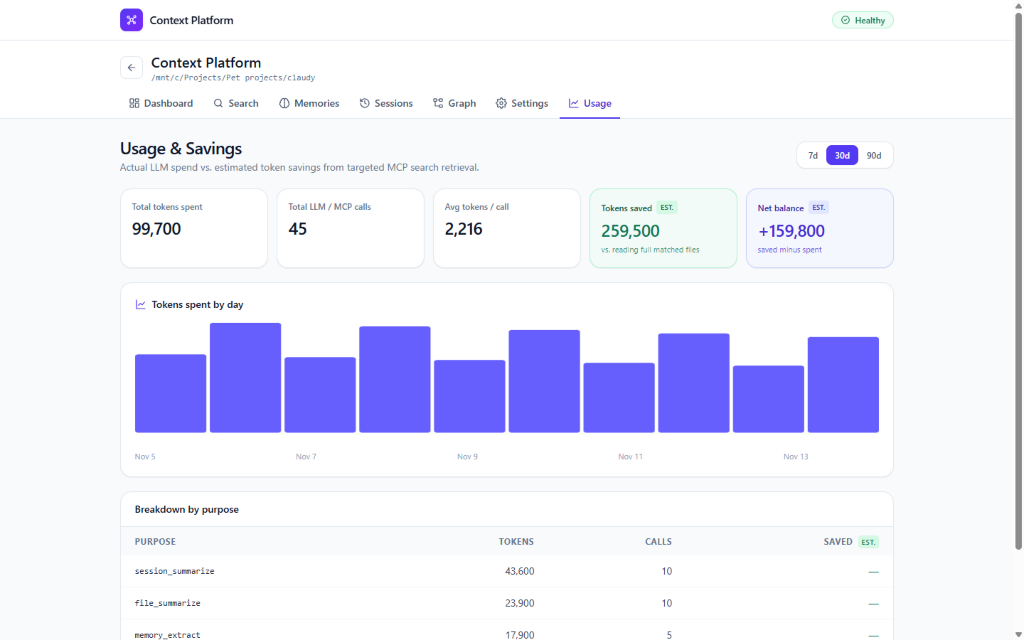 Context Platform
Healthy
Context Platform
/mnt/c/Projects/Pet projects/claudy
Dashboard Search Memories Sessions Graph Settings Usage
Usage & Savings
Actual LLM spend vs. estimated token savings from targeted MCP search retrieval.
7d 30d 90d
Total tokens spent
99,700
Total LLM / MCP calls
45
Avg tokens / call
2,216
Tokens saved EST.
259,500
vs. reading full matched files
Net balance EST.
+159,800
saved minus spent
Tokens spent by day
Nov 5 Nov 7 Nov 9 Nov 11 Nov 13
Breakdown by purpose
PURPOSE TOKENS CALLS SAVED EST.
session_summarize 43,600 10 —
file_summarize 23,900 10 —
memory_extract 17,900 5 —